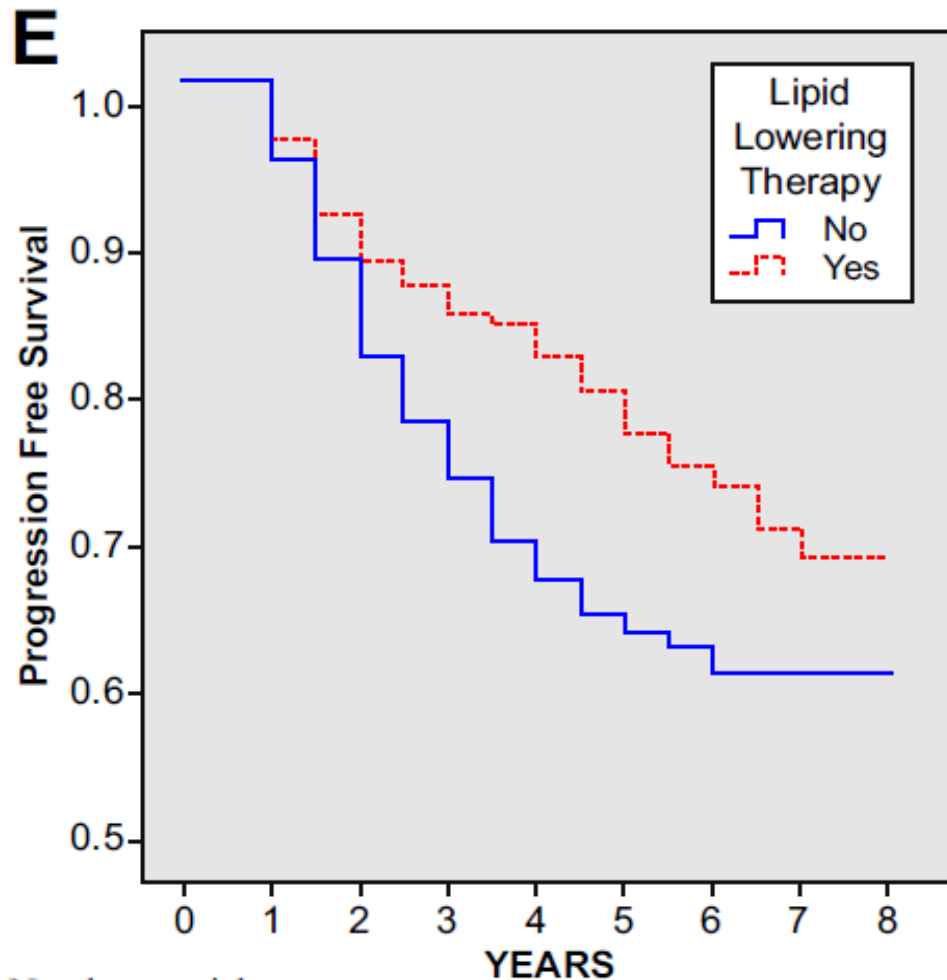 E
Lipid
Lowering
Therapy
No
Yes
Progression Free Survival
1.0
0.9
0.8
0.7
0.6
0.5
0 1 2 3 4 5 6 7 8
YEARS